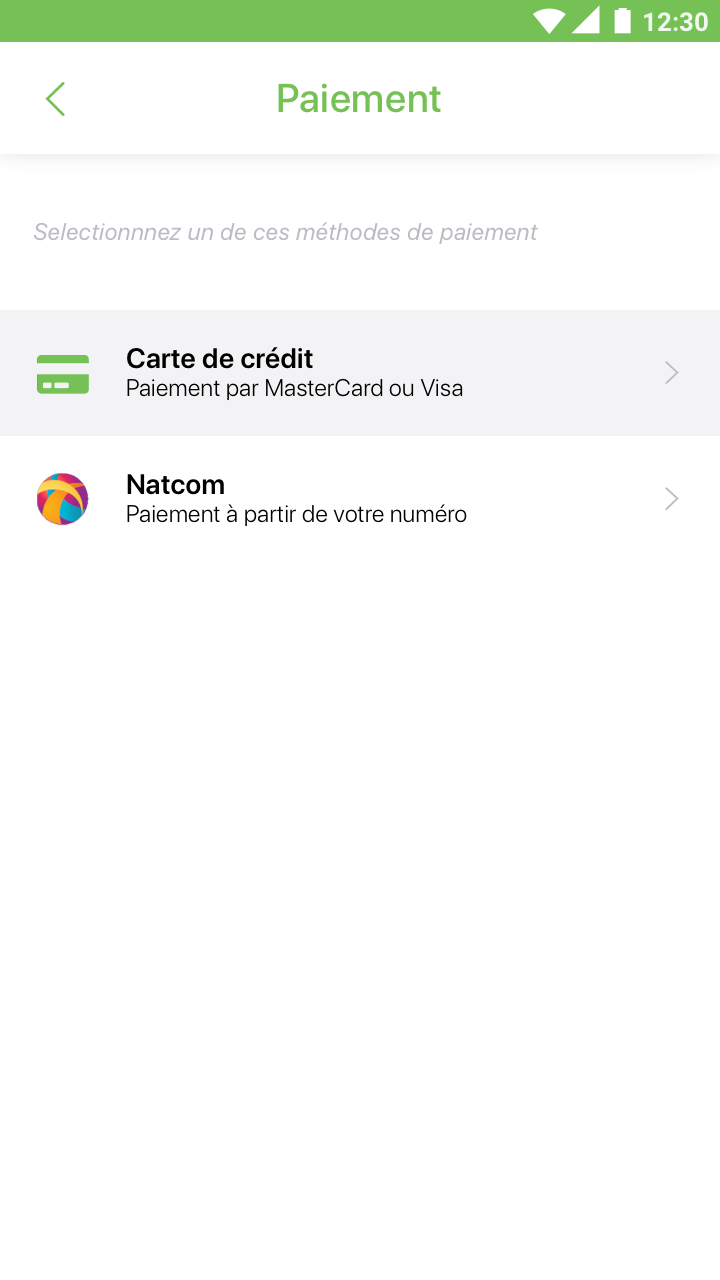 12:30
Paiement
Selectionnnez un de ces méthodes de paiement
Carte de crédit
Paiement par MasterCard ou Visa
Natcom
Paiement à partir de votre numéro